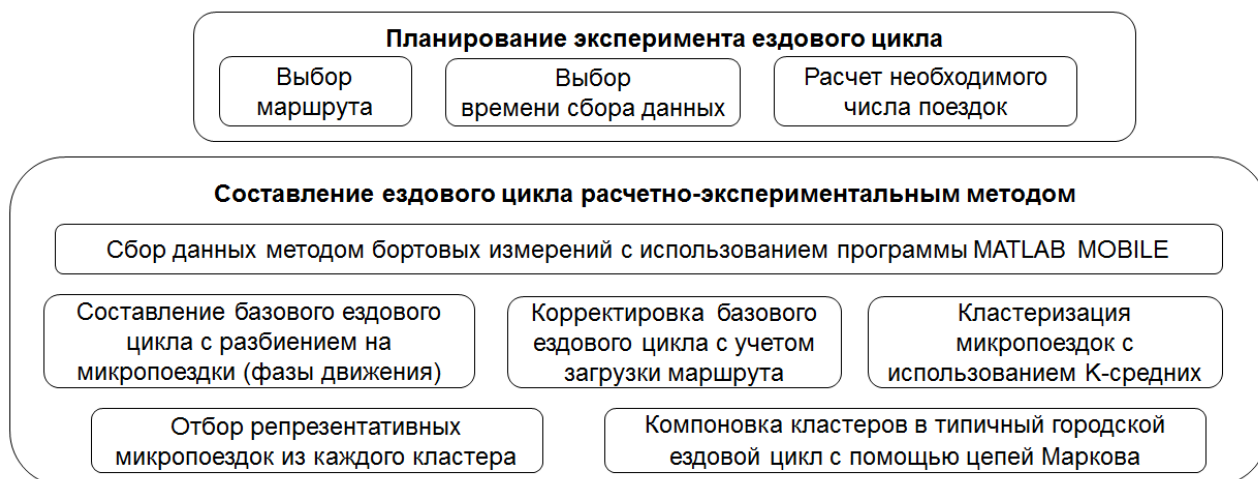 Планирование эксперимента ездового цикла
Выбор
маршрута
Выбор
времени сбора данных
Расчет необходимого
числа поездок
Составление ездового цикла расчетно-экспериментальным методом
Сбор данных методом бортовых измерений с использованием программы MATLAB MOBILE
Составление базового ездового
цикла с разбиением на
микропоездки (фазы движения)
Корректировка базового
ездового цикла с учетом
загрузки маршрута
Кластеризация
микропоездок с
использованием K-средних
Отбор репрезентативных
микропоездок из каждого кластера
Компоновка кластеров в типичный городской
ездовой цикл с помощью цепей Маркова